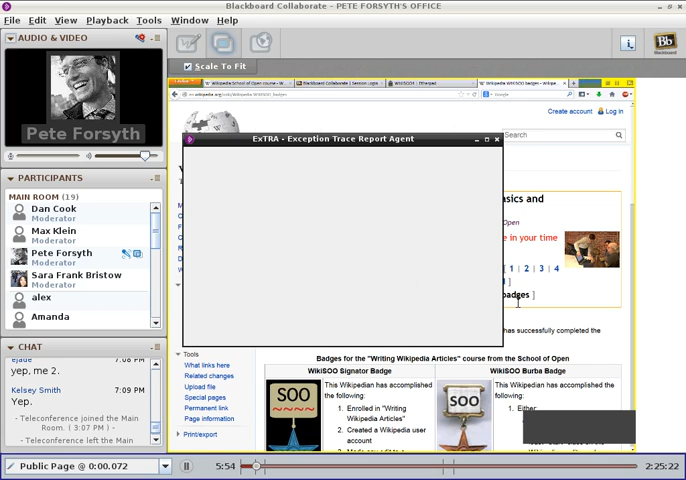 Blackboard Collaborate - PETE FORSYTH'S OFFICE
File Edit View Playback Tools Window Help
AUDIO & VIDEO
Pete Forsyth
PARTICIPANTS
MAIN ROOM (19)
Dan Cook
Moderator
Max Klein
Moderator
Pete Forsyth
Moderator
Sara Frank Bristow
Moderator
alex
Amanda
CHAT
ejade 7:08 PM
yep, me 2.
Kelsey Smith 7:09 PM
Yep.
- Teleconference joined the Main
Room. ( 3:07 PM ) -
- Teleconference left the Main
Scale To Fit
Bb
Create account Log in
Search
ExTRA - Exception Trace Report Agent
asics and
Open
e in your time
[ 1 | 2 | 3 | 4
]
badges ]
has successfully completed the
Tools
What links here
Related changes
Upload file
Special pages
Permanent link
Page information
Print/export
Badges for the "Writing Wikipedia Articles" course from the School of Open
WikiSOO Signator Badge
WikiSOO Burba Badge
SOO
~~~~
This Wikipedian has accomplished
the following:
1. Enrolled in "Writing
Wikipedia Articles"
2. Created a Wikipedia user
account
SOO
This Wikipedian has accomplished the
following:
1. Either:
Public Page @ 0:00.072
5:54
2:25:22